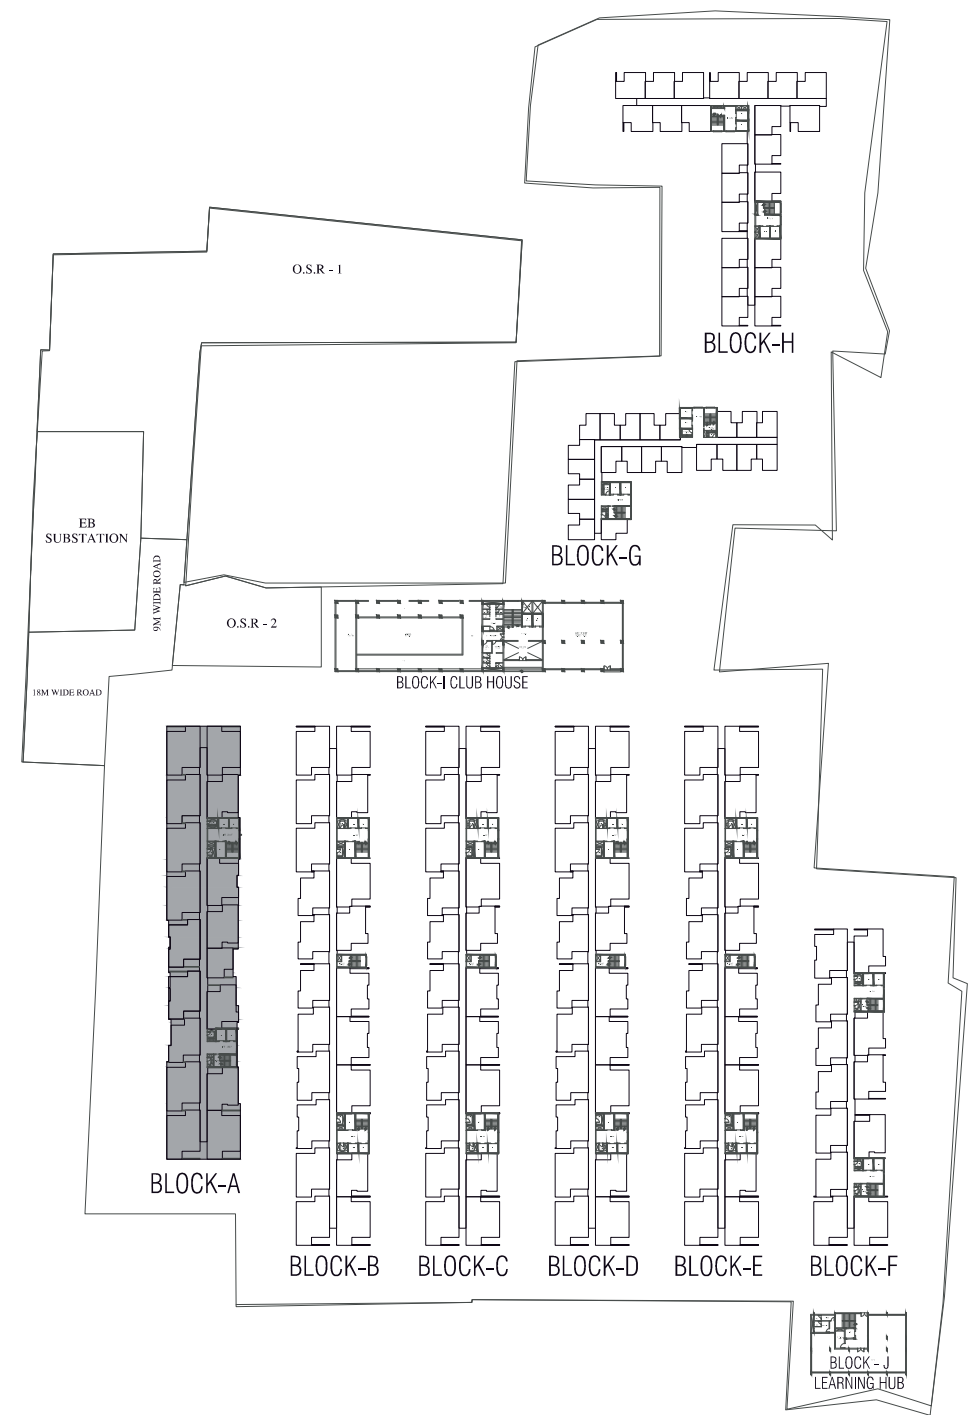 O.S.R - 1
BLOCK-H
EB
SUBSTATION
BLOCK-G
9M WIDE ROAD
O.S.R - 2
18M WIDE ROAD
BLOCK-I CLUB HOUSE
BLOCK-A
BLOCK-B
BLOCK-C
BLOCK-D
BLOCK-E
BLOCK-F
BLOCK - J
LEARNING HUB